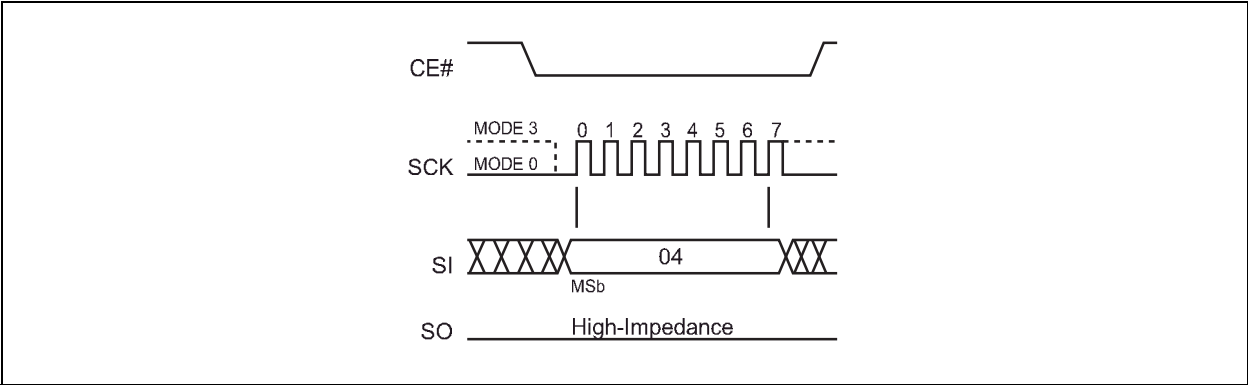 CE#
MODE 3
0 1 2 3 4 5 6 7
SCK
MODE 0
SI
04
MSb
SO
High-Impedance